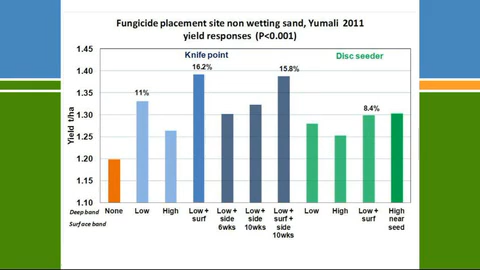 Fungicide placement site non wetting sand, Yumali 2011
yield responses (P<0.001)
Knife point
Disc seeder
Yield t/ha
1.45
1.40
1.35
1.30
1.25
1.20
1.15
1.10
11%
16.2%
15.8%
8.4%
Deep band
Surface band
None
Low
High
Low +
surf
Low +
side
6wks
Low +
side
10wks
Low +
surf +
side
10wks
Low
High
Low +
surf
High
near
seed